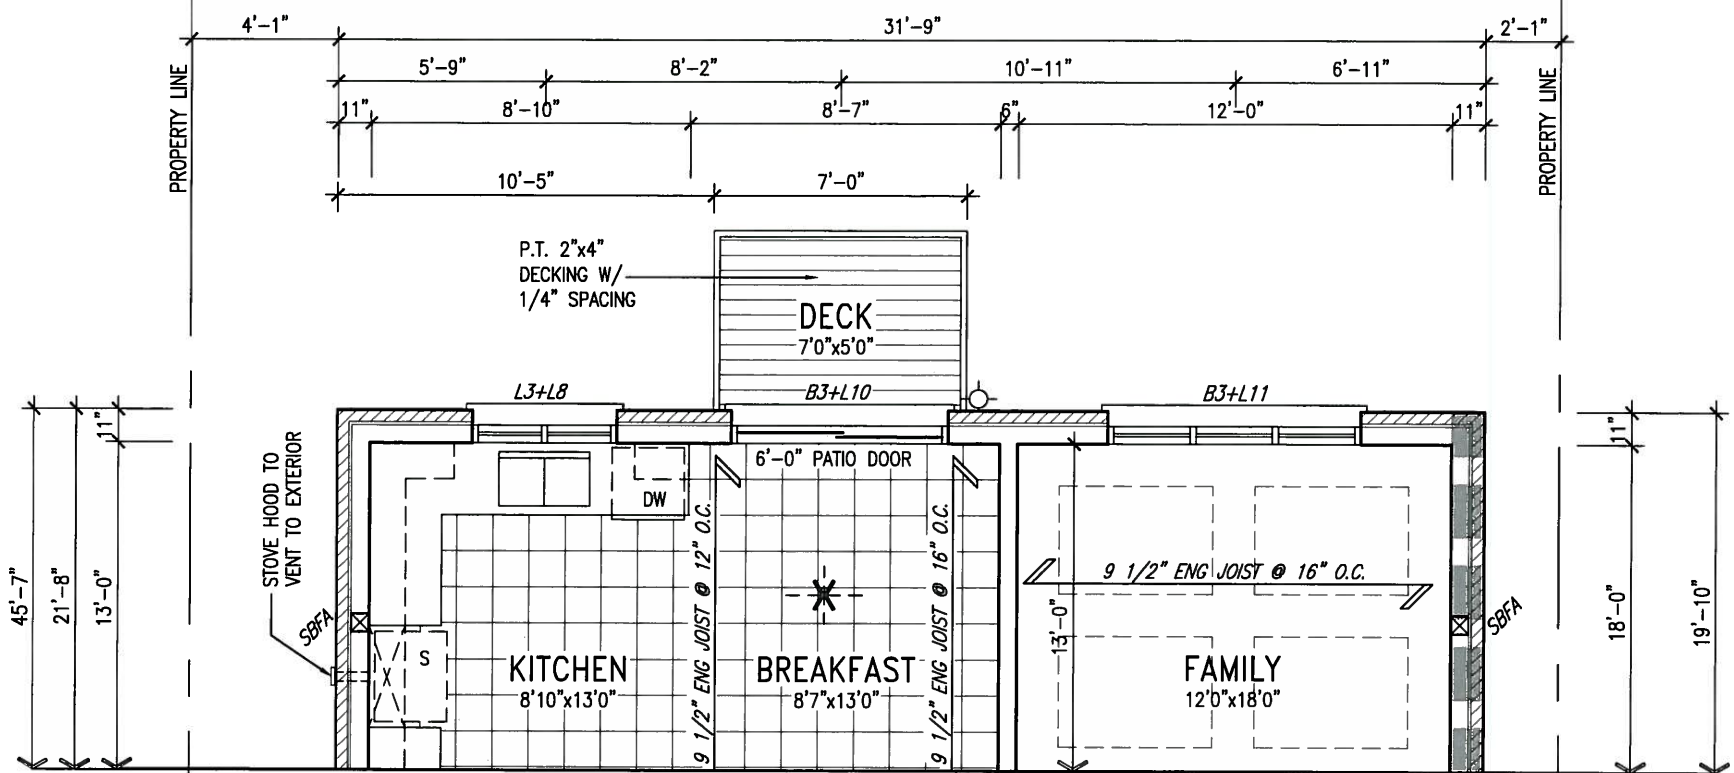 4'-1"
31'-9"
2'-1"
5'-9"
8'-2"
10'-11"
6'-11"
11"
8'-10"
8'-7"
6"
12'-0"
11"
PROPERTY LINE
PROPERTY LINE
10'-5"
7'-0"
P.T. 2"x4"
DECKING W/
1/4" SPACING
DECK
7'0"x5'0"
L3+L8
B3+L10
B3+L11
11"
11"
STOVE HOOD TO
VENT TO EXTERIOR
6'-0" PATIO DOOR
DW
45'-7"
21'-8"
13'-0"
SBFA
S
KITCHEN
8'10"x13'0"
9 1/2" ENG JOIST @ 12" O.C.
BREAKFAST
8'7"x13'0"
9 1/2" ENG JOIST @ 16" O.C.
9 1/2" ENG JOIST @ 16" O.C.
13'-0"
FAMILY
12'0"x18'0"
SBFA
18'-0"
19'-10"